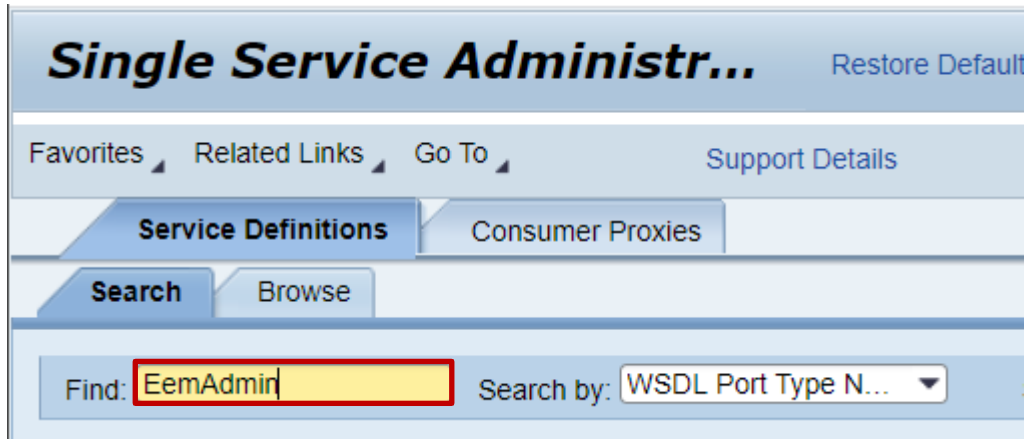 Single Service Administr... Restore Default
Favorites Related Links Go To Support Details
Service Definitions Consumer Proxies
Search Browse
Find: EemAdmin Search by: WSDL Port Type N...